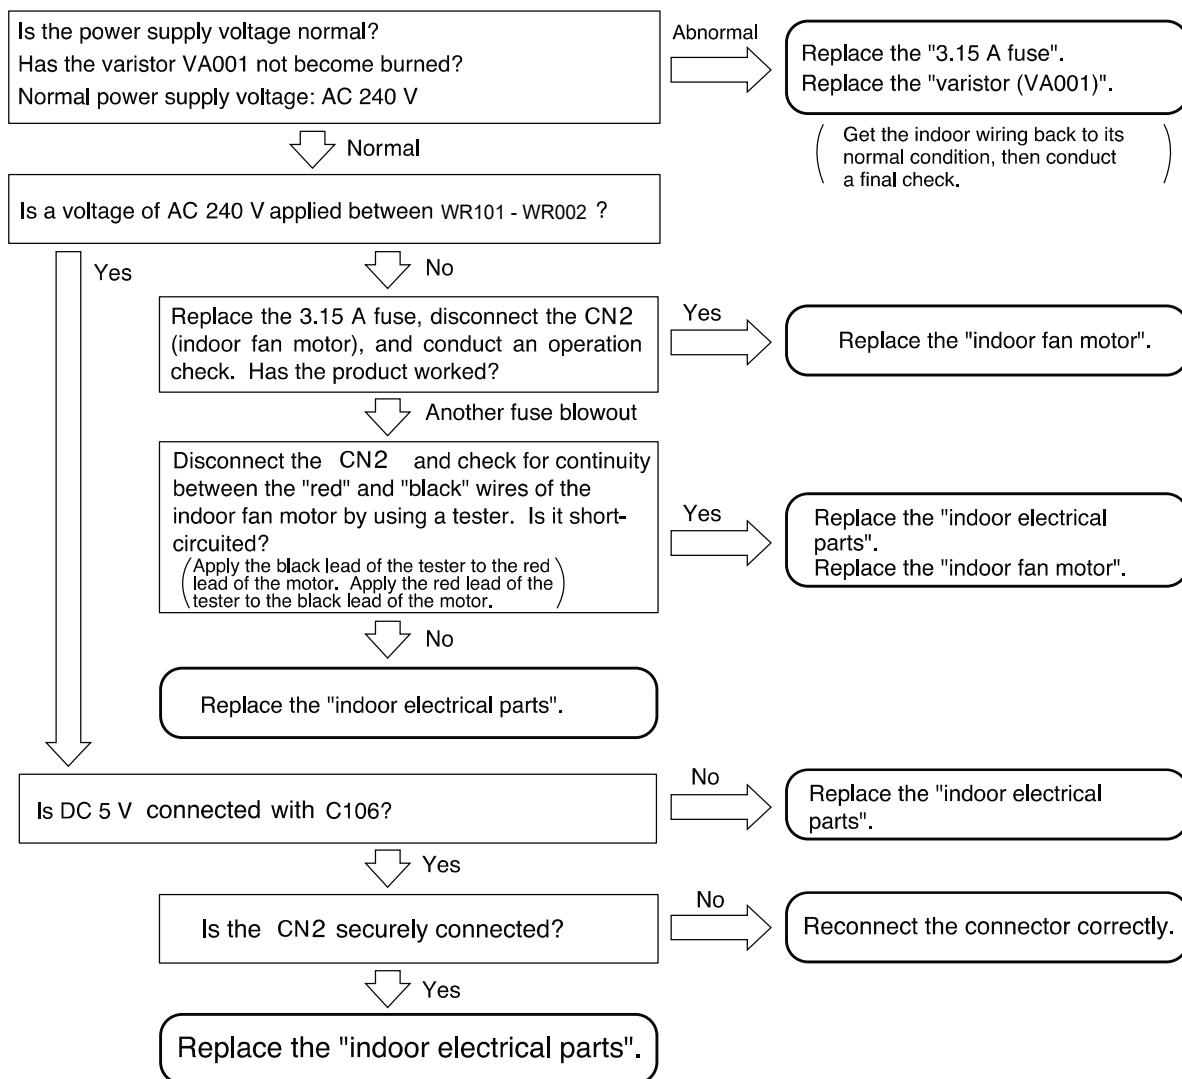 Is the power supply voltage normal?
Has the varistor VA001 not become burned?
Normal power supply voltage: AC 240 V
Abnormal
Replace the "3.15 A fuse".
Replace the "varistor (VA001)".
( Get the indoor wiring back to its
normal condition, then conduct
a final check. )
Normal
Is a voltage of AC 240 V applied between WR101 - WR002 ?
Yes
No
Replace the 3.15 A fuse, disconnect the CN2
(indoor fan motor), and conduct an operation
check. Has the product worked?
Yes
Replace the "indoor fan motor".
Another fuse blowout
Disconnect the CN2 and check for continuity
between the "red" and "black" wires of the
indoor fan motor by using a tester. Is it short-
circuited?
(Apply the black lead of the tester to the red
lead of the motor. Apply the red lead of the
tester to the black lead of the motor.)
Yes
Replace the "indoor electrical
parts".
Replace the "indoor fan motor".
No
Replace the "indoor electrical parts".
Is DC 5 V connected with C106?
No
Replace the "indoor electrical
parts".
Yes
Is the CN2 securely connected?
No
Reconnect the connector correctly.
Yes
Replace the "indoor electrical parts".